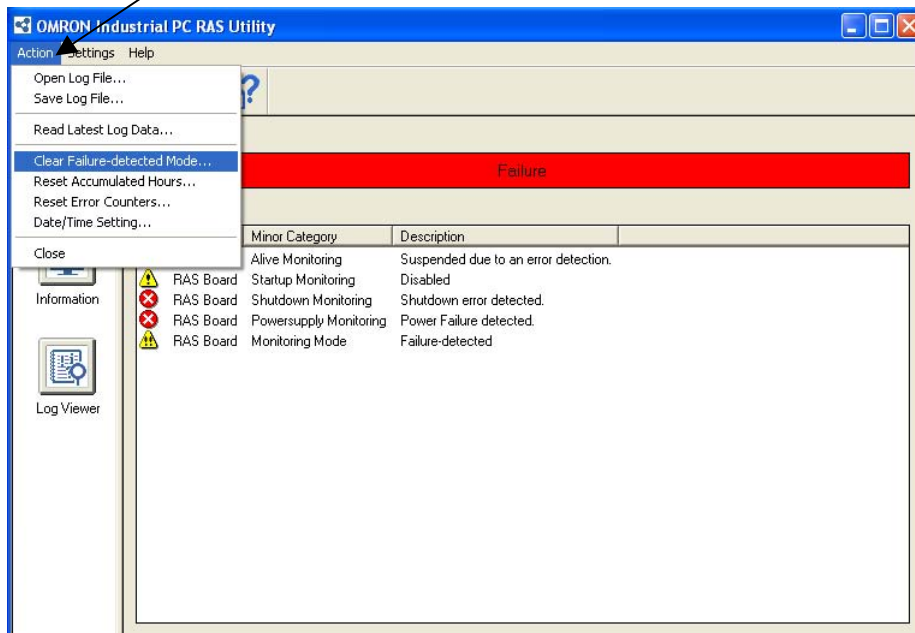 OMRON Industrial PC RAS Utility
Action Settings Help
Open Log File...
Save Log File...
Read Latest Log Data...
Clear Failure-detected Mode...
Reset Accumulated Hours...
Reset Error Counters...
Date/Time Setting...
Close
Failure
Minor Category Description
Alive Monitoring Suspended due to an error detection.
RAS Board Startup Monitoring Disabled
RAS Board Shutdown Monitoring Shutdown error detected.
RAS Board Powersupply Monitoring Power Failure detected.
RAS Board Monitoring Mode Failure-detected
Information
Log Viewer